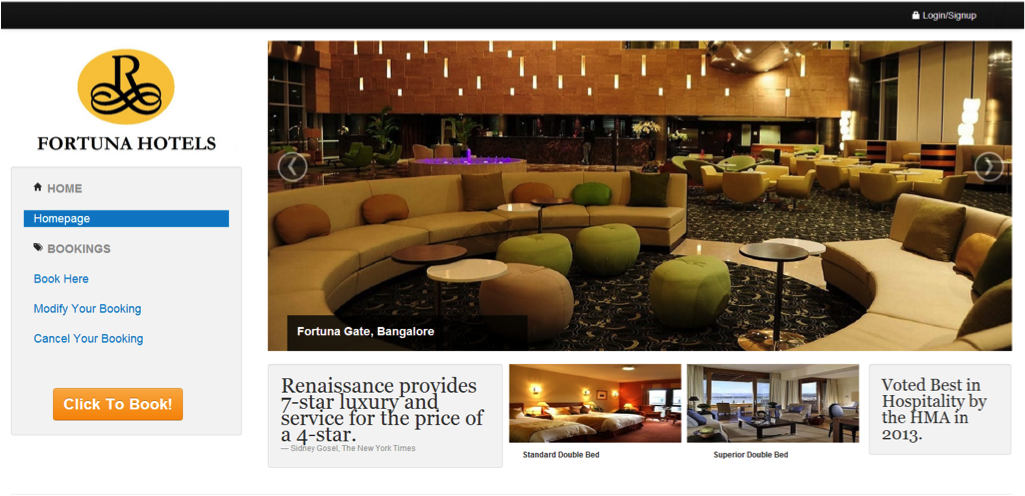 Login/Signup
R
FORTUNA HOTELS
HOME
Homepage
BOOKINGS
Book Here
Modify Your Booking
Cancel Your Booking
Click To Book!
Fortuna Gate, Bangalore
Renaissance provides
7-star luxury and
service for the price of
a 4-star.
— Sidney Gosel, The New York Times
Standard Double Bed
Superior Double Bed
Voted Best in
Hospitality by
the HMA in
2013.